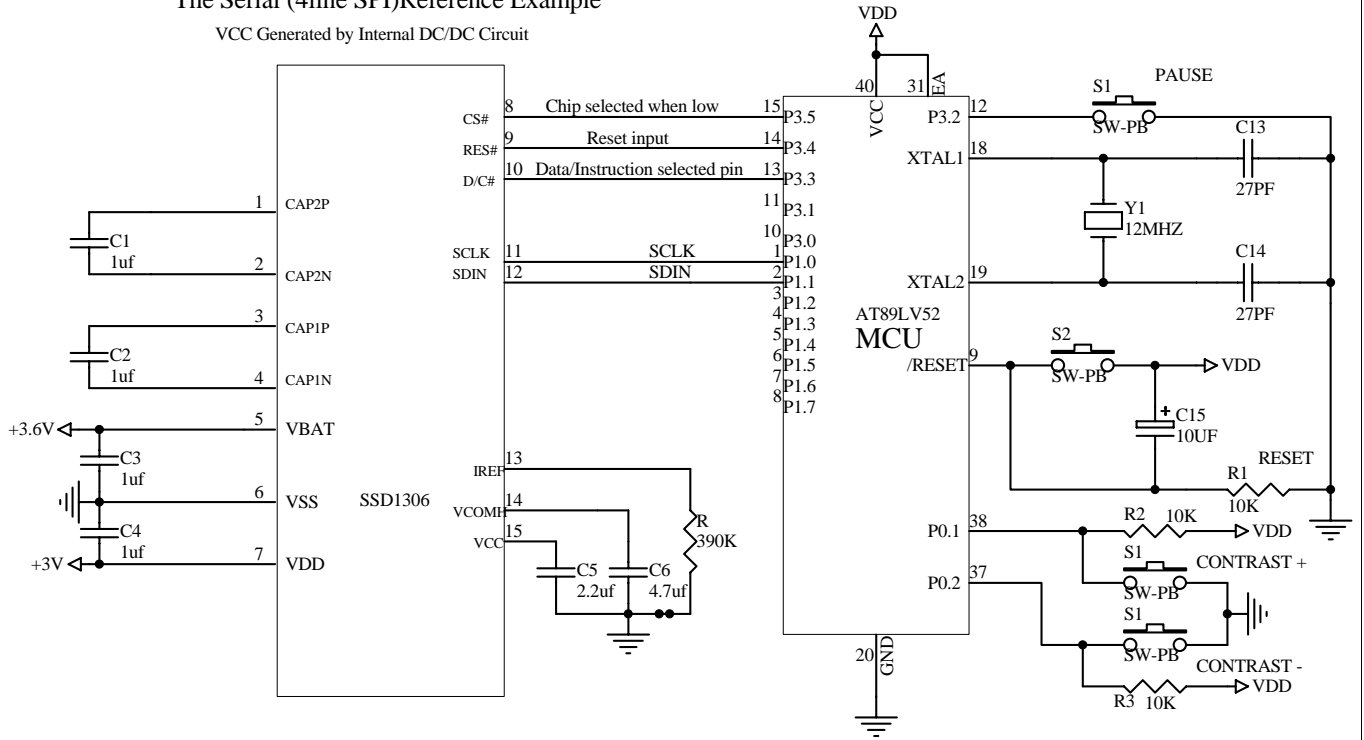 The Serial (4line SPI)Reference Example
VCC Generated by Internal DC/DC Circuit
1 CAP2P
C1
1uf
2 CAP2N
3 CAP1P
C2
1uf
4 CAP1N
+3.6V 5 VBAT
C3
1uf
6 VSS
C4
1uf
+3V 7 VDD
SSD1306
CS# 8 Chip selected when low 15 P3.5
RES# 9 Reset input 14 P3.4
D/C# 10 Data/Instruction selected pin 13 P3.3
11 P3.1
10 P3.0
SCLK 11 SCLK 1 P1.0
SDIN 12 SDIN 2 P1.1
3 P1.2
4 P1.3
5 P1.4
6 P1.5
7 P1.6
8 P1.7
IREF 13
VCOMH 14
VCC 15
R
390K
C5
2.2uf
C6
4.7uf
VDD
40 VCC
31 EA
AT89LV52
MCU
20 GND
P3.2 12
S1 PAUSE
SW-PB
XTAL1 18
C13
27PF
Y1
12MHZ
XTAL2 19
C14
27PF
/RESET 9
S2
SW-PB
VDD
+ C15
10UF
RESET
R1
10K
P0.1 38
R2 10K VDD
S1 CONTRAST +
SW-PB
P0.2 37
S1
SW-PB
CONTRAST -
R3 10K VDD